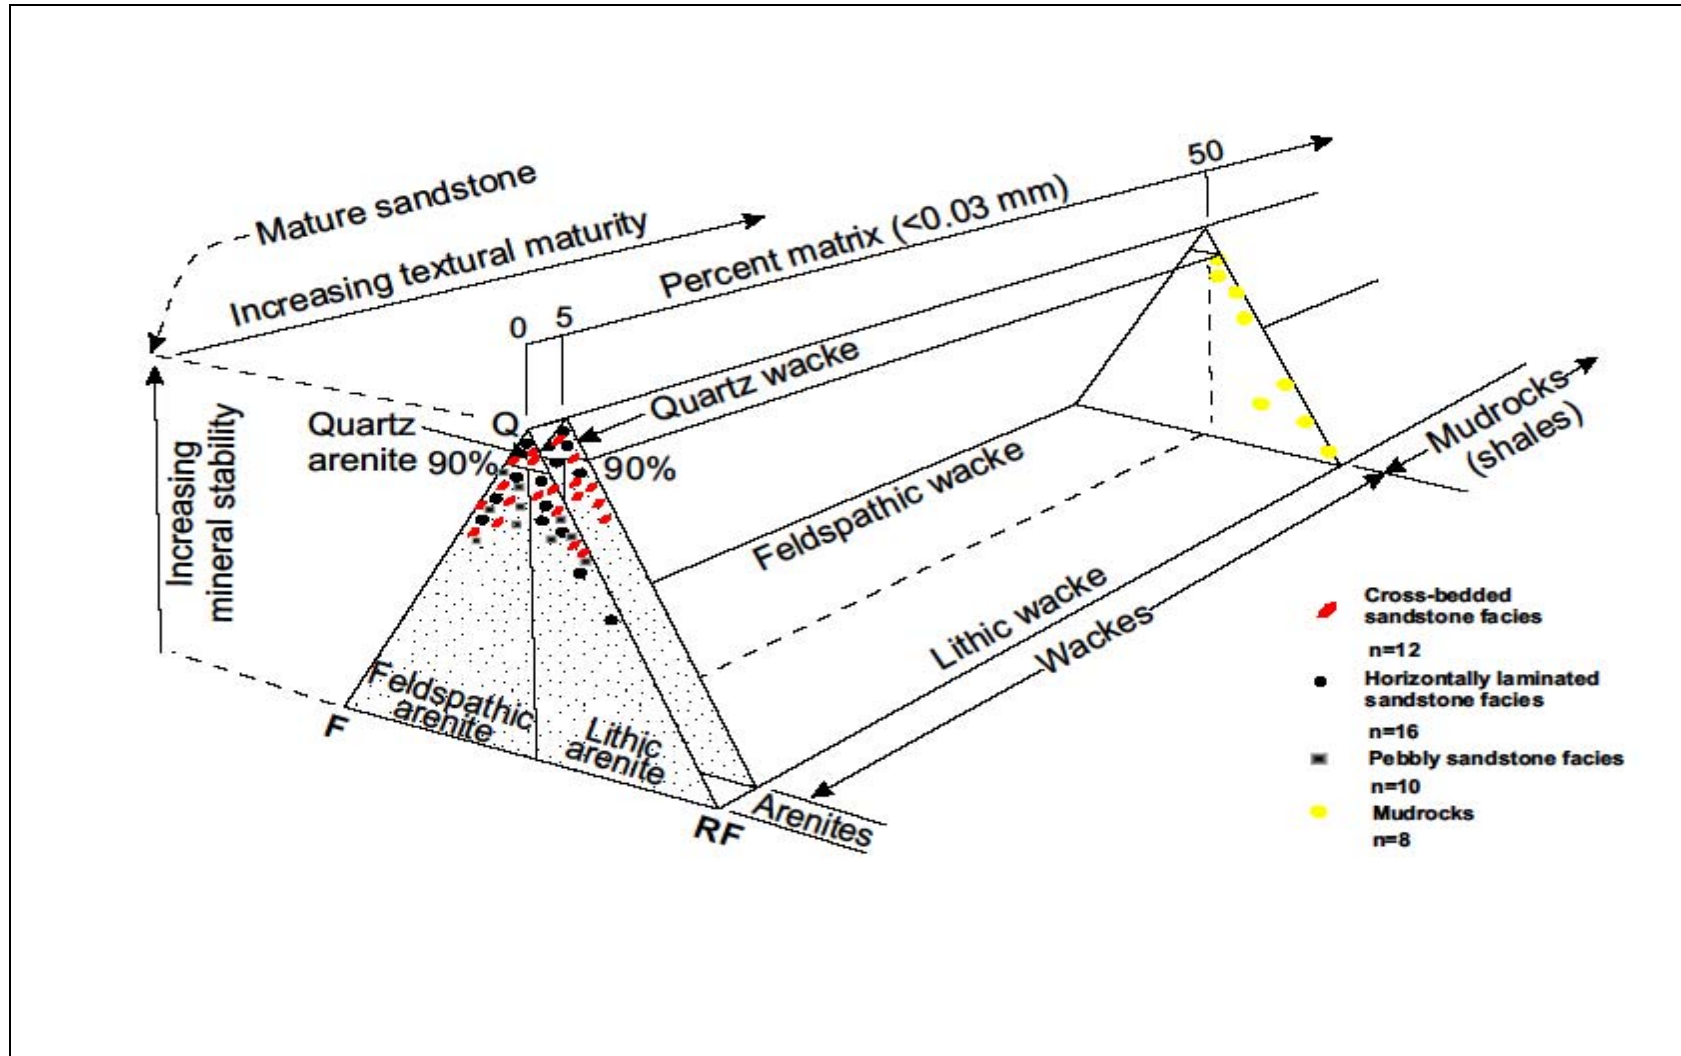 Mature sandstone
Increasing textural maturity
Percent matrix (<0.03 mm)
50
0
5
Q
Quartz
arenite
90%
90%
Quartz wacke
Feldspathic wacke
Lithic wacke
Wackes
Mudrocks
(shales)
Increasing
mineral stability
F
Feldspathic
arenite
Lithic
arenite
RF
Arenites
Cross-bedded
sandstone facies
n=12
Horizontally laminated
sandstone facies
n=16
Pebbly sandstone facies
n=10
Mudrocks
n=8